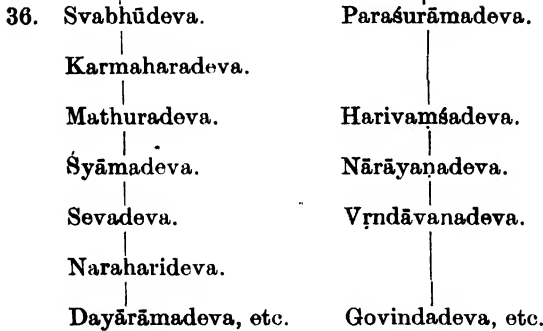 36. Svabhūdeva. Paraśurāmadeva.
Karmaharadeva.
Mathuradeva. Harivaṃśadeva.
Śyāmadeva. Nārāyaṇadeva.
Sevadeva. Vṛndāvanadeva.
Naraharideva.
Dayārāmadeva, etc. Govindadeva, etc.